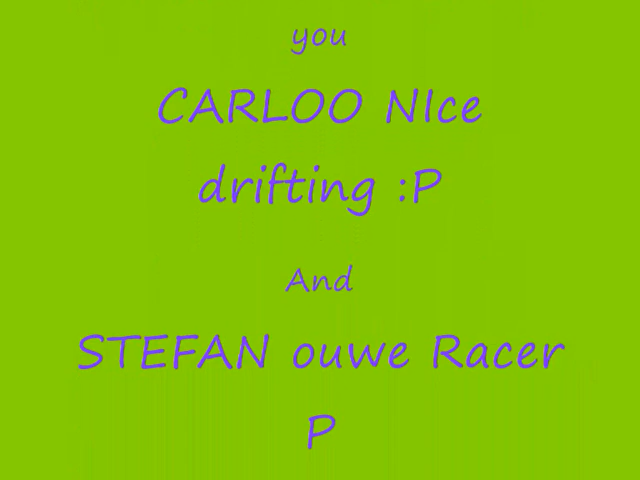 you
CARLOO NIce
drifting :P
And
STEFAN ouwe Racer
P